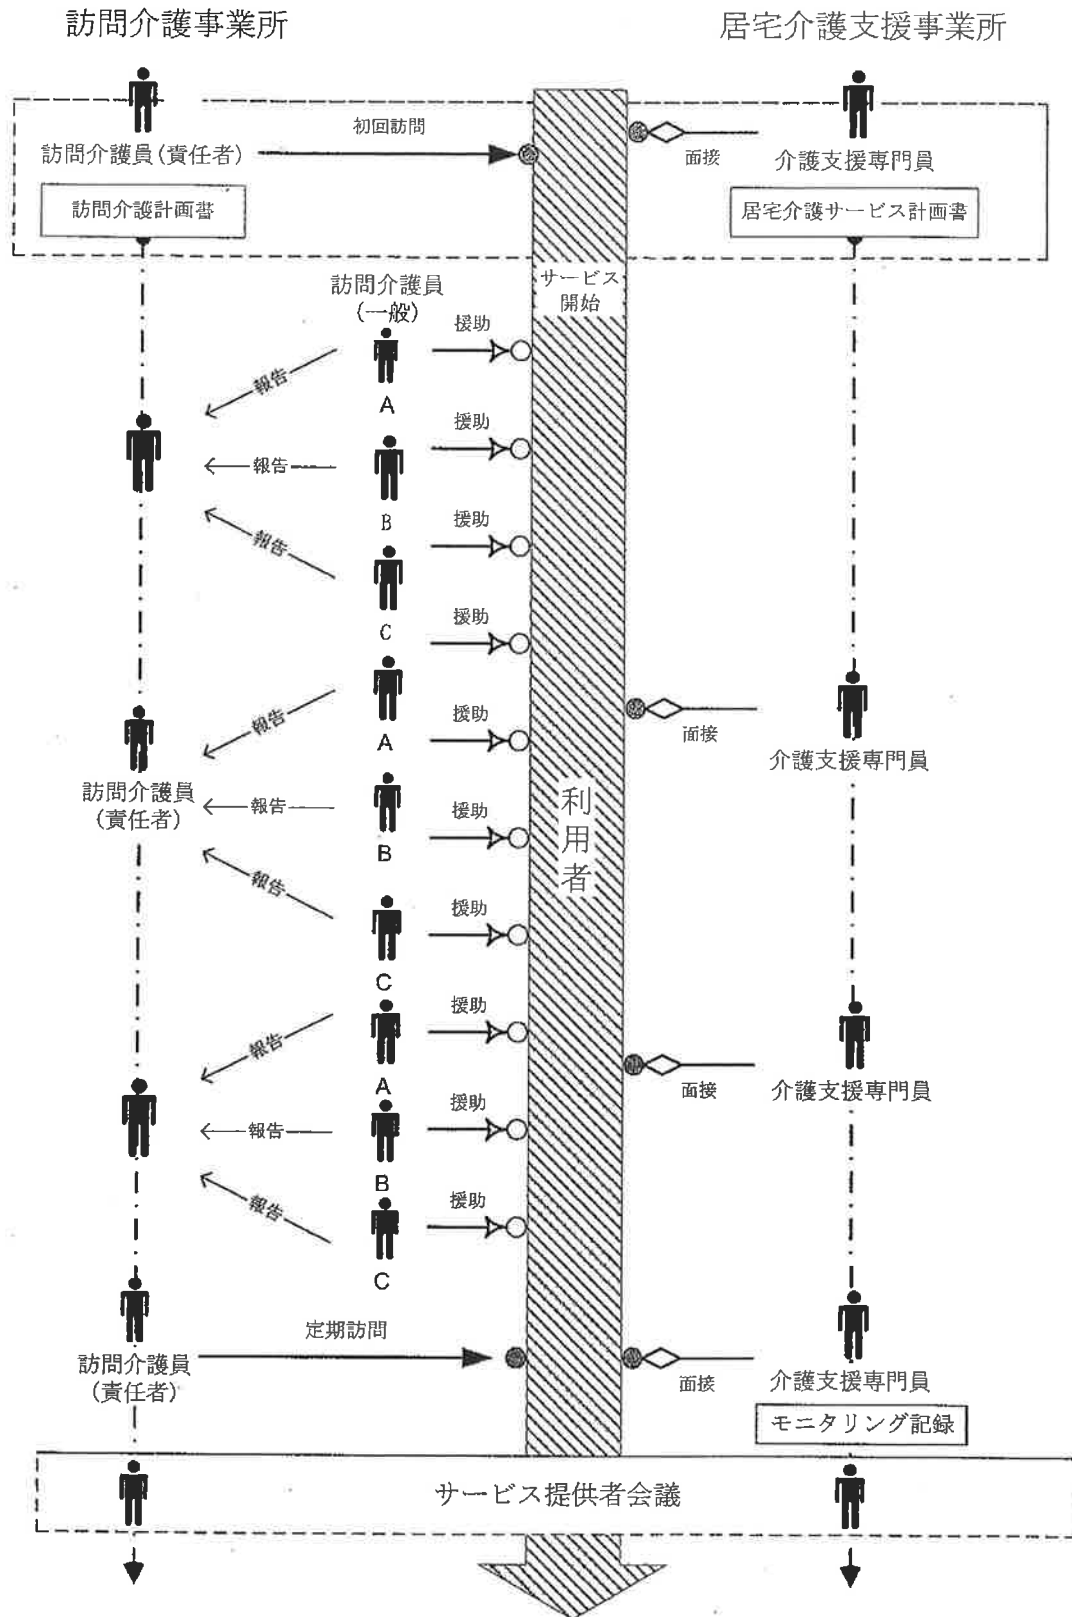 訪問介護事業所
居宅介護支援事業所
初回訪問
面接
訪問介護員(責任者)
介護支援専門員
訪問介護計画書
居宅介護サービス計画書
サービス
開始
訪問介護員
(一般)
援助
報告
A
援助
報告
B
援助
報告
C
援助
報告
A
面接
援助
介護支援専門員
訪問介護員
(責任者)
報告
B
援助
利用者
報告
C
援助
援助
報告
A
面接
介護支援専門員
援助
報告
B
援助
報告
C
定期訪問
訪問介護員
(責任者)
面接
介護支援専門員
モニタリング記録
サービス提供者会議